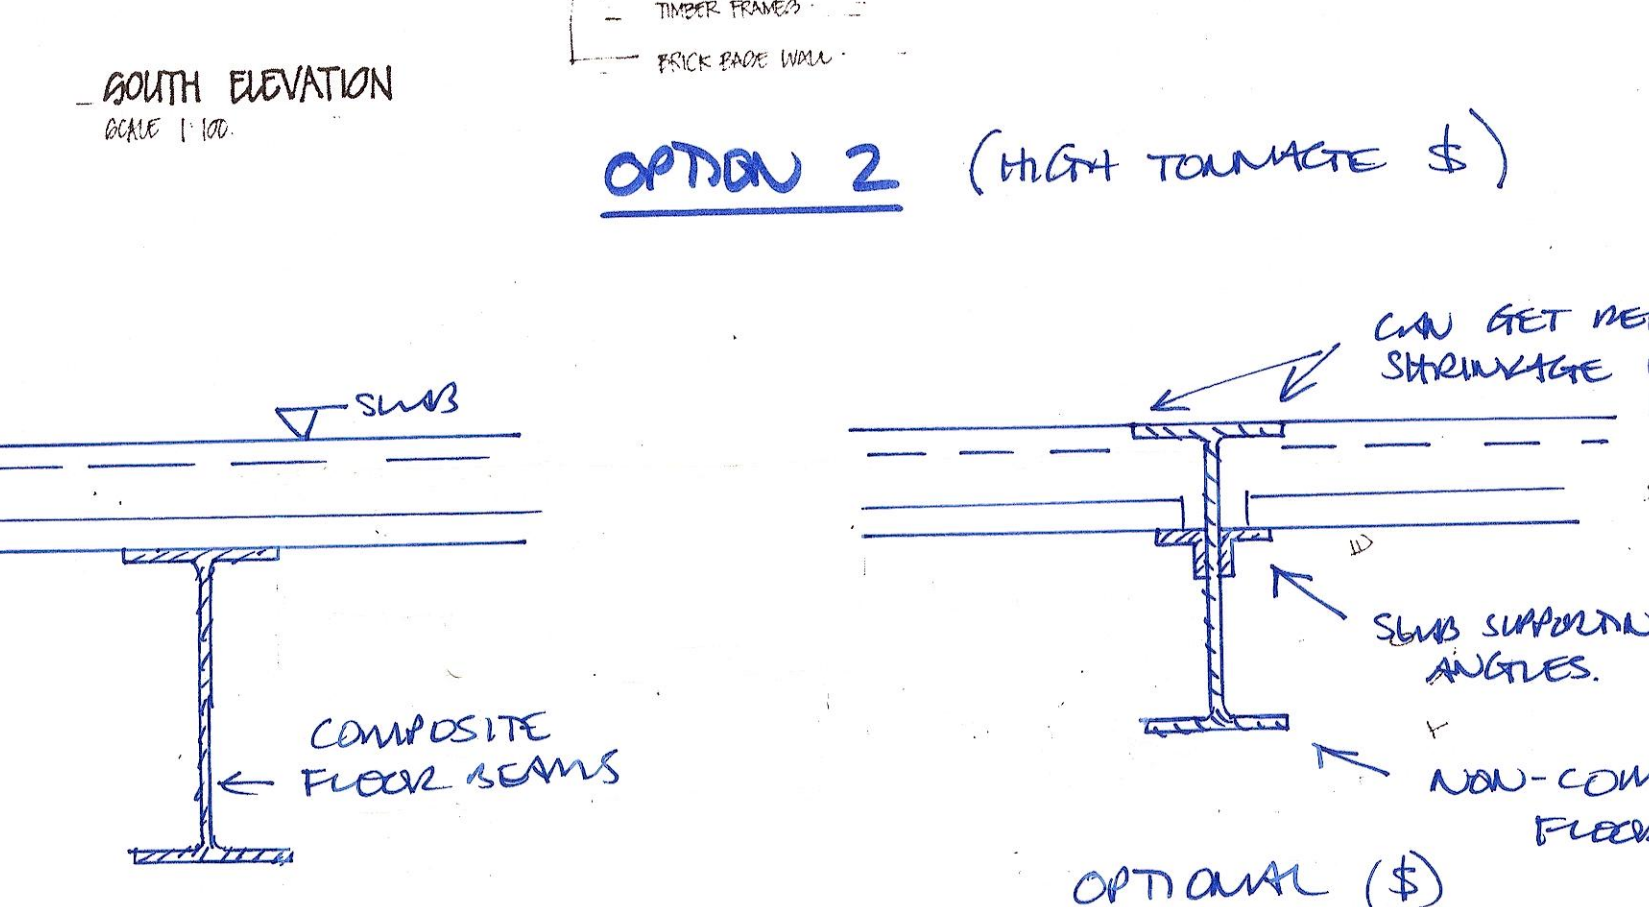 TIMBER FRAMES
BRICK BASE WALL
SOUTH ELEVATION
SCALE 1:100.
OPTION 2 (HIGH TONNAGE $)
CAN GET
SHRINKAGE
SLAB
SLAB SUPPORTIN
ANGLES.
COMPOSITE
FLOOR BEAMS
NON-COM
FLOOR
OPTIONAL ($)